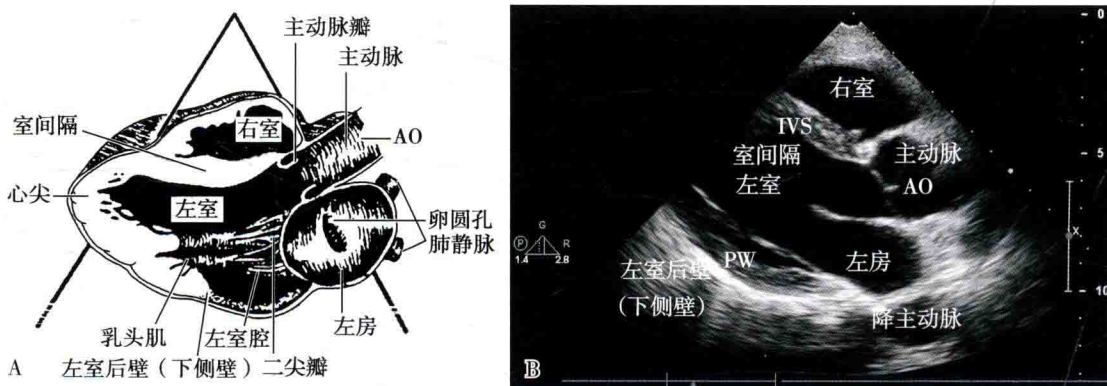 主动脉瓣
主动脉
右室
AO
室间隔
心尖
左室
卵圆孔
肺静脉
乳头肌
左室腔
左房
左室后壁（下侧壁）
二尖瓣
A
0
右室
IVS
室间隔
主动脉
5
左室
AO
G
P
R
1.4
2.8
X
PW
左房
左室后壁
（下侧壁）
10
降主动脉
B